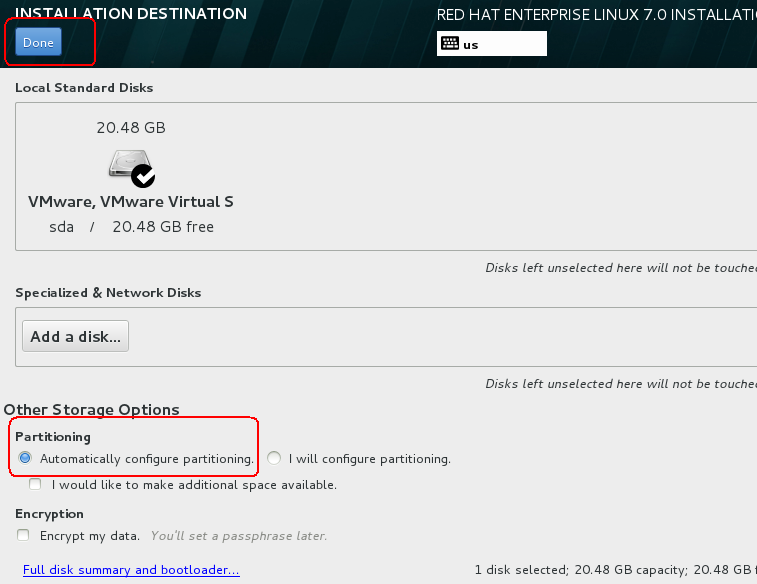 INSTALLATION DESTINATION
RED HAT ENTERPRISE LINUX 7.0 INSTALLATI
Done
us
Local Standard Disks
20.48 GB
VMware, VMware Virtual S
sda / 20.48 GB free
Disks left unselected here will not be touche
Specialized & Network Disks
Add a disk...
Disks left unselected here will not be touche
Other Storage Options
Partitioning
Automatically configure partitioning. I will configure partitioning.
I would like to make additional space available.
Encryption
Encrypt my data. You'll set a passphrase later.
Full disk summary and bootloader...
1 disk selected; 20.48 GB capacity; 20.48 GB f